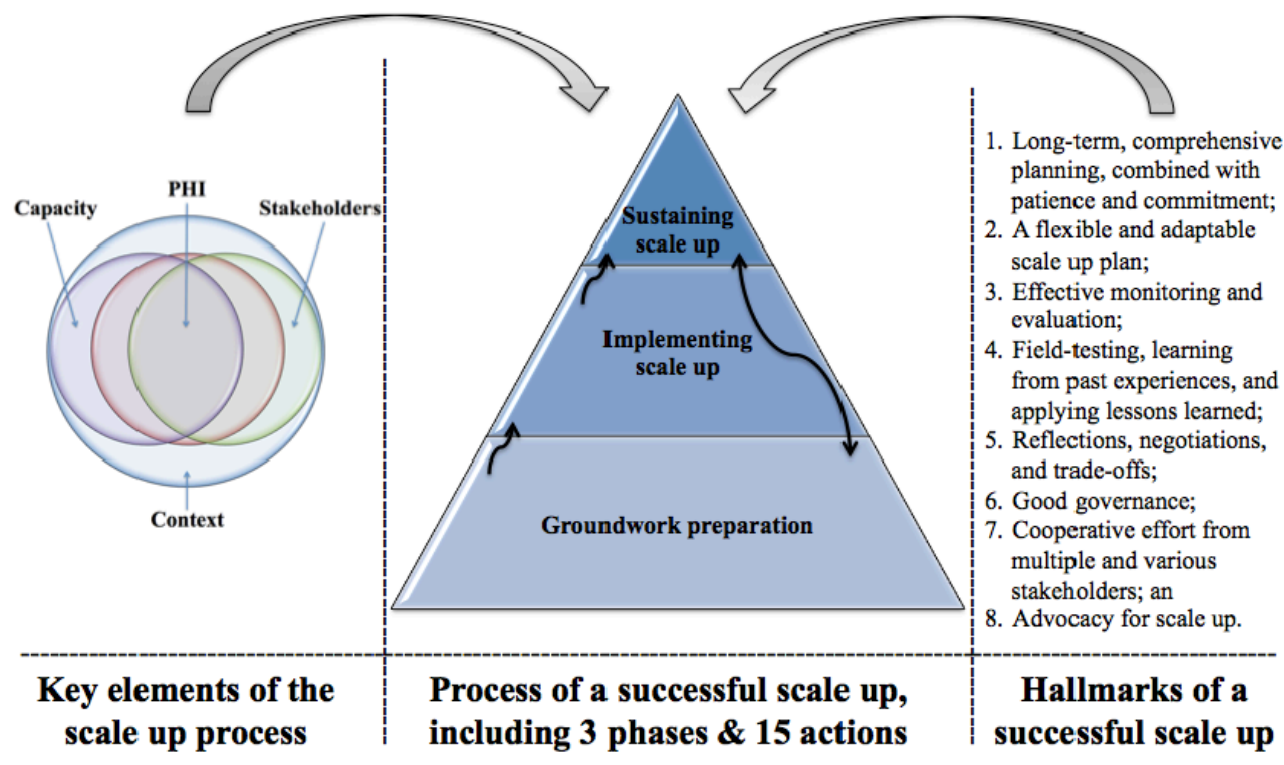 PHI
Capacity
Stakeholders
Context
Key elements of the
scale up process
Sustaining
scale up
Implementing
scale up
Groundwork preparation
Process of a successful scale up,
including 3 phases & 15 actions
1. Long-term, comprehensive
planning, combined with
patience and commitment;
2. A flexible and adaptable
scale up plan;
3. Effective monitoring and
evaluation;
4. Field-testing, learning
from past experiences, and
applying lessons learned;
5. Reflections, negotiations,
and trade-offs;
6. Good governance;
7. Cooperative effort from
multiple and various
stakeholders; an
8. Advocacy for scale up.
Hallmarks of a
successful scale up